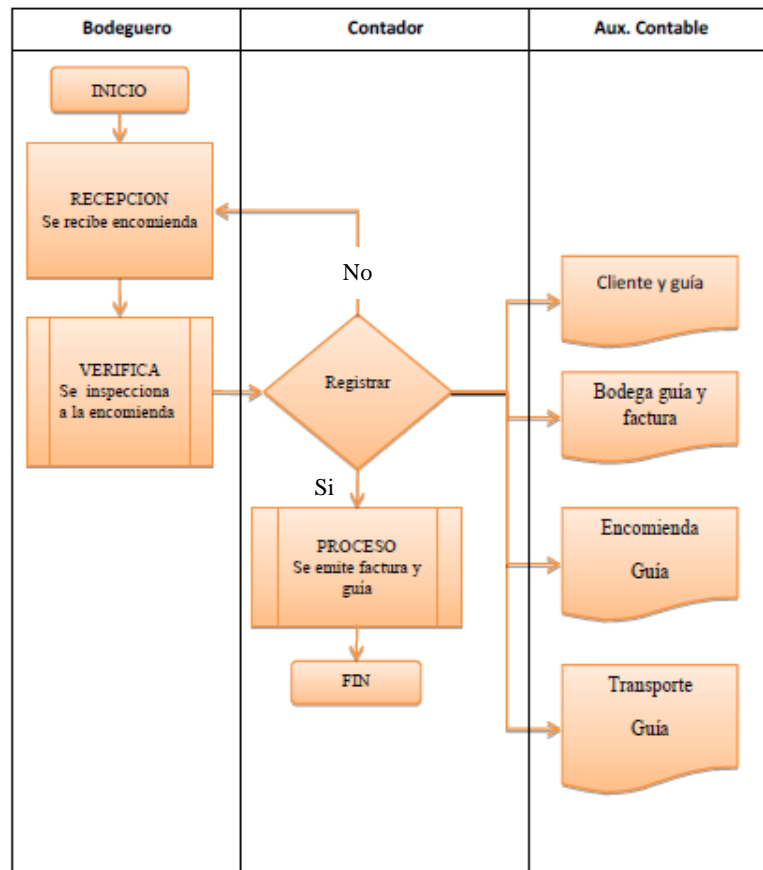 Bodeguero
Contador
Aux. Contable
INICIO
RECEPCION
Se recibe encomienda
VERIFICA
Se inspecciona
a la encomienda
No
Registrar
Si
PROCESO
Se emite factura y
guía
FIN
Cliente y guía
Bodega guía y
factura
Encomienda
Guía
Transporte
Guía